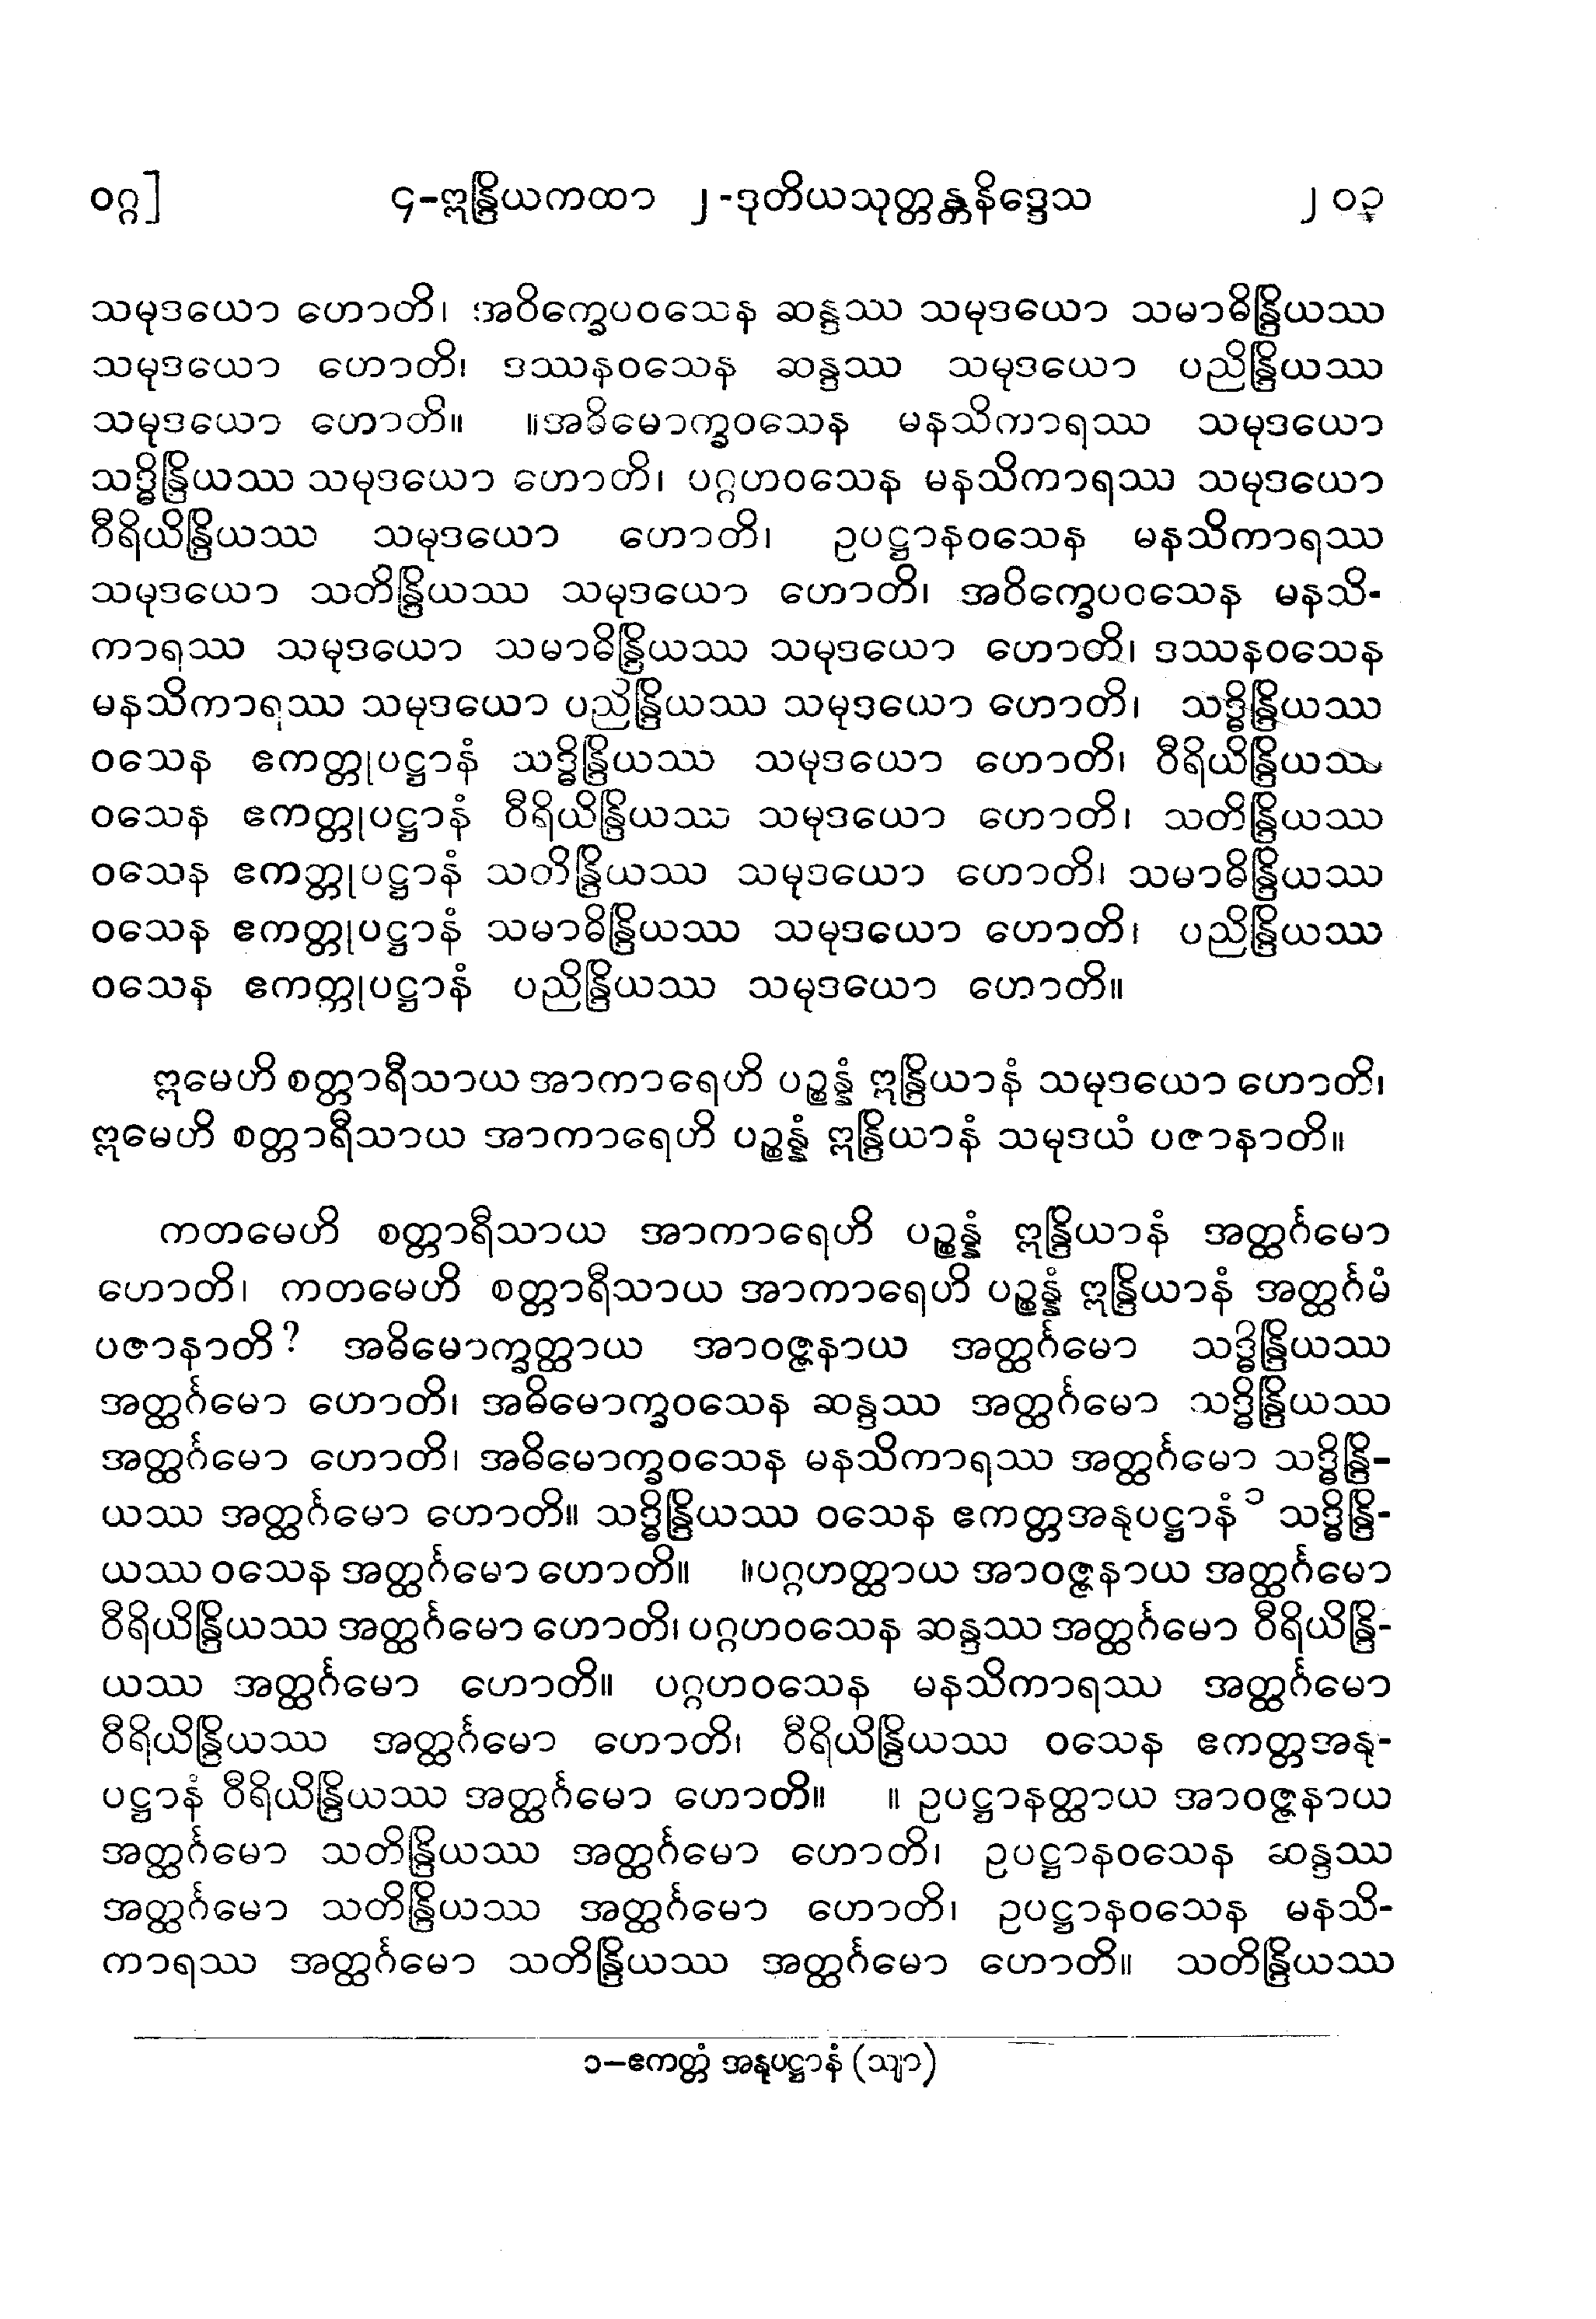 ဝဂ္ဂ] ၄-ဣန္ဒြိယကထာ ၂-ဒုတိယသုတ္တန္တနိဒ္ဒေသ ၂၀၃
သမုဒယော ဟောတိ၊ အဝိက္ခေပဝသေန ဆန္ဒဿ သမုဒယော သမာဓိန္ဒြိယဿ
သမုဒယော ဟောတိ၊ ဒဿနဝသေန ဆန္ဒဿ သမုဒယော ပညိန္ဒြိယဿ
သမုဒယော ဟောတိ။ ။အဓိမောက္ခဝသေန မနသိကာရဿ သမုဒယော
သဒ္ဓိန္ဒြိယဿ သမုဒယော ဟောတိ၊ ပဂ္ဂဟဝသေန မနသိကာရဿ သမုဒယော
ဝီရိယိန္ဒြိယဿ သမုဒယော ဟောတိ၊ ဥပဋ္ဌာနဝသေန မနသိကာရဿ
သမုဒယော သတိန္ဒြိယဿ သမုဒယော ဟောတိ၊ အဝိက္ခေပဝသေန မနသိ-
ကာရဿ သမုဒယော သမာဓိန္ဒြိယဿ သမုဒယော ဟောတိ၊ ဒဿနဝသေန
မနသိကာရဿ သမုဒယော ပညိန္ဒြိယဿ သမုဒယော ဟောတိ၊ သဒ္ဓိန္ဒြိယဿ
ဝသေန ဧကတ္တုပဋ္ဌာနံ သဒ္ဓိန္ဒြိယဿ သမုဒယော ဟောတိ၊ ဝီရိယိန္ဒြိယဿ
ဝသေန ဧကတ္တုပဋ္ဌာနံ ဝီရိယိန္ဒြိယဿ သမုဒယော ဟောတိ၊ သတိန္ဒြိယဿ
ဝသေန ဧကတ္တုပဋ္ဌာနံ သတိန္ဒြိယဿ သမုဒယော ဟောတိ၊ သမာဓိန္ဒြိယဿ
ဝသေန ဧကတ္တုပဋ္ဌာနံ သမာဓိန္ဒြိယဿ သမုဒယော ဟောတိ၊ ပညိန္ဒြိယဿ
ဝသေန ဧကတ္တုပဋ္ဌာနံ ပညိန္ဒြိယဿ သမုဒယော ဟောတိ။
ဣမေဟိ စတ္တာရီသာယ အာကာရေဟိ ပဉ္စန္နံ ဣန္ဒြိယာနံ သမုဒယော ဟောတိ၊
ဣမေဟိ စတ္တာရီသာယ အာကာရေဟိ ပဉ္စန္နံ ဣန္ဒြိယာနံ သမုဒယံ ပဇာနာတိ။
ကတမေဟိ စတ္တာရီသာယ အာကာရေဟိ ပဉ္စန္နံ ဣန္ဒြိယာနံ အတ္ထင်္ဂမော
ဟောတိ၊ ကတမေဟိ စတ္တာရီသာယ အာကာရေဟိ ပဉ္စန္နံ ဣန္ဒြိယာနံ အတ္ထင်္ဂမံ
ပဇာနာတိ? အဓိမောက္ခတ္ထာယ အာဝဇ္ဇနာယ အတ္ထင်္ဂမော သဒ္ဓိန္ဒြိယဿ
အတ္ထင်္ဂမော ဟောတိ၊ အဓိမောက္ခဝသေန ဆန္ဒဿ အတ္ထင်္ဂမော သဒ္ဓိန္ဒြိယဿ
အတ္ထင်္ဂမော ဟောတိ၊ အဓိမောက္ခဝသေန မနသိကာရဿ အတ္ထင်္ဂမော သဒ္ဓိန္ဒြိ-
ယဿ အတ္ထင်္ဂမော ဟောတိ။ သဒ္ဓိန္ဒြိယဿ ဝသေန ဧကတ္တအနုပဋ္ဌာနံ ၁ သဒ္ဓိန္ဒြိ-
ယဿ ဝသေန အတ္ထင်္ဂမော ဟောတိ။ ။ပဂ္ဂဟတ္ထာယ အာဝဇ္ဇနာယ အတ္ထင်္ဂမော
ဝီရိယိန္ဒြိယဿ အတ္ထင်္ဂမော ဟောတိ၊ ပဂ္ဂဟဝသေန ဆန္ဒဿ အတ္ထင်္ဂမော ဝီရိယိန္ဒြိ-
ယဿ အတ္ထင်္ဂမော ဟောတိ။ ပဂ္ဂဟဝသေန မနသိကာရဿ အတ္ထင်္ဂမော
ဝီရိယိန္ဒြိယဿ အတ္ထင်္ဂမော ဟောတိ၊ ဝီရိယိန္ဒြိယဿ ဝသေန ဧကတ္တအနု-
ပဋ္ဌာနံ ဝီရိယိန္ဒြိယဿ အတ္ထင်္ဂမော ဟောတိ။ ။ ဥပဋ္ဌာနတ္ထာယ အာဝဇ္ဇနာယ
အတ္ထင်္ဂမော သတိန္ဒြိယဿ အတ္ထင်္ဂမော ဟောတိ၊ ဥပဋ္ဌာနဝသေန ဆန္ဒဿ
အတ္ထင်္ဂမော သတိန္ဒြိယဿ အတ္ထင်္ဂမော ဟောတိ၊ ဥပဋ္ဌာနဝသေန မနသိ-
ကာရဿ အတ္ထင်္ဂမော သတိန္ဒြိယဿ အတ္ထင်္ဂမော ဟောတိ။ သတိန္ဒြိယဿ
၁-ဧကတ္တံ အနုပဋ္ဌာနံ (သျာ)